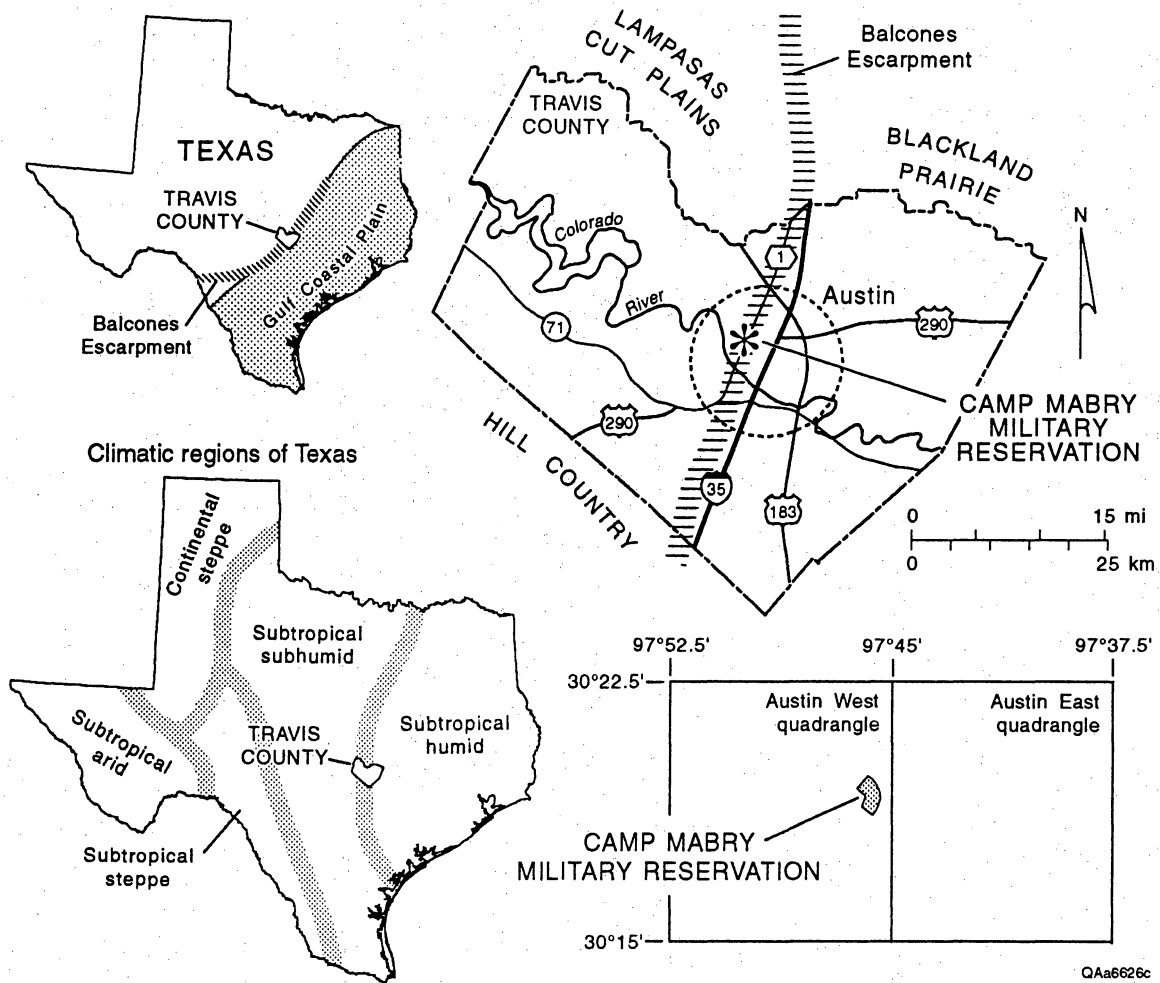 TEXAS
TRAVIS
COUNTY
Gulf Coastal Plain
Balcones
Escarpment
LAMPASAS
CUT PLAINS
Balcones
Escarpment
TRAVIS
COUNTY
BLACKLAND
PRAIRIE
N
Colorado
River
1
Austin
71
290
290
CAMP MABRY
MILITARY
RESERVATION
HILL COUNTRY
35
183
0 15 mi
0 25 km
Climatic regions of Texas
Continental
steppe
Subtropical
subhumid
Subtropical
arid
TRAVIS
COUNTY
Subtropical
humid
Subtropical
steppe
97°52.5' 97°45' 97°37.5'
30°22.5'
Austin West
quadrangle
Austin East
quadrangle
CAMP MABRY
MILITARY RESERVATION
30°15'
QAa6626c